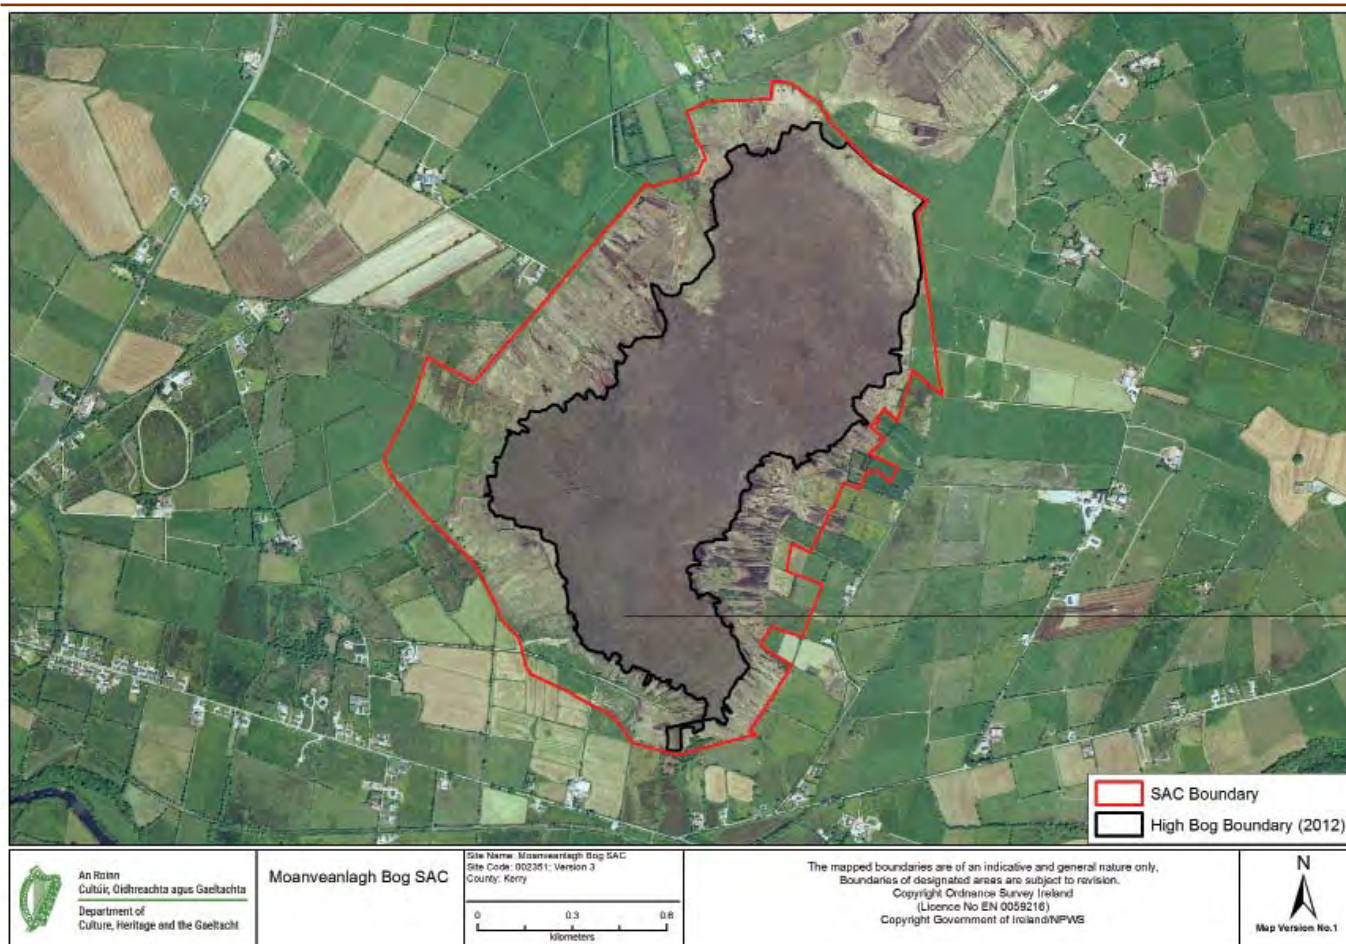 SAC Boundary
High Bog Boundary (2012)
An Roinn
Cultúir, Oidhreachta agus Gaeltachta
Department of
Culture, Heritage and the Gaeltacht
Moanveanlagh Bog SAC
Site Name: Moanveanlagh Bog SAC
Site Code: 002351; Version 3
County: Kerry
0 0.3 0.6
kilometers
The mapped boundaries are of an indicative and general nature only.
Boundaries of designated areas are subject to revision.
Copyright Ordnance Survey Ireland
(Licence No EN 0059216)
Copyright Government of Ireland/NPWS
N
Map Version No.1